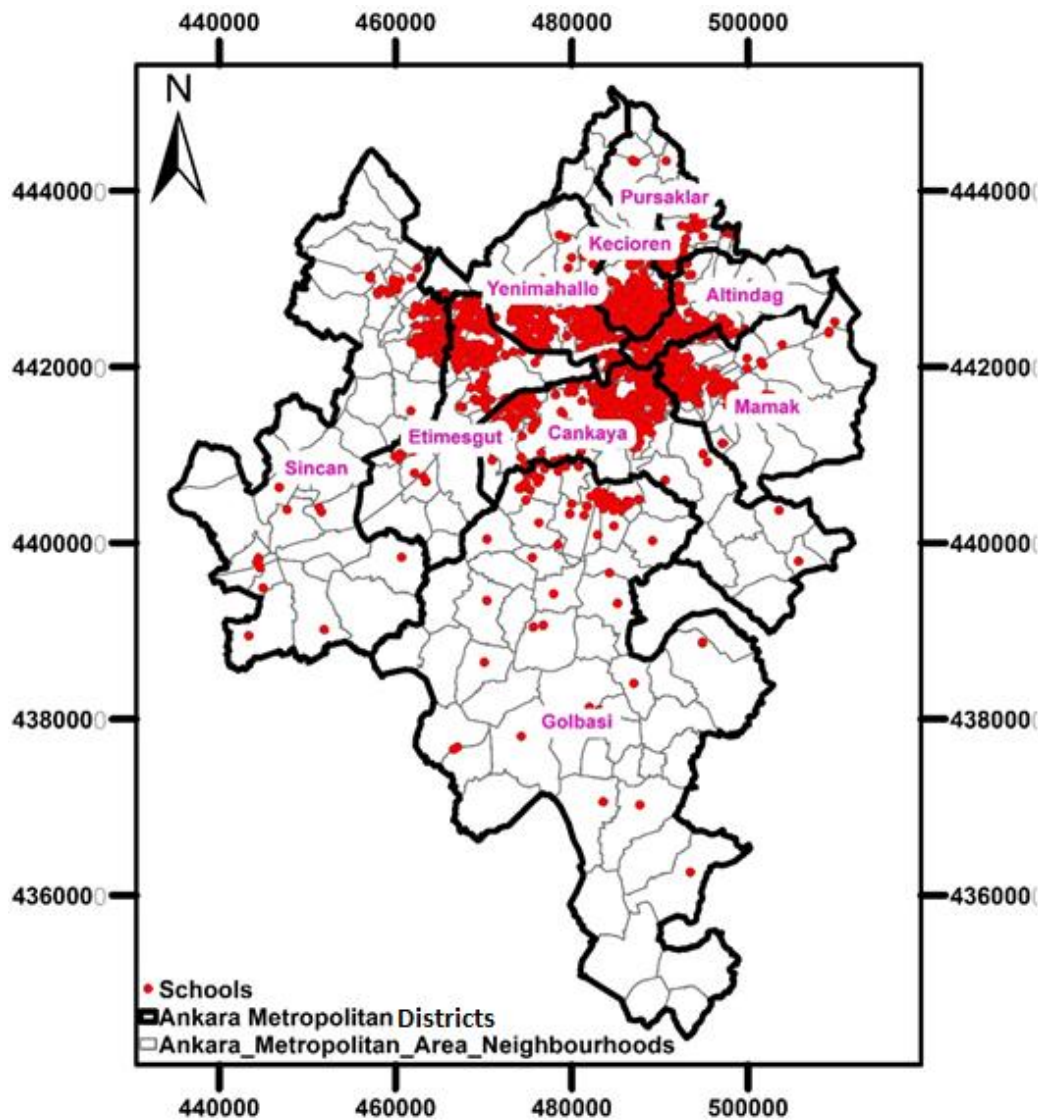 440000 460000 480000 500000
N
4440000 4440000
Pursaklar
Kecioren
Yenimahalle Altindag
4420000 4420000
Mamak
Etimesgut Cankaya
Sincan
4400000 4400000
4380000 4380000
Golbasi
4360000 4360000
Schools
Ankara Metropolitan Districts
Ankara_Metropolitan_Area_Neighbourhoods
440000 460000 480000 500000